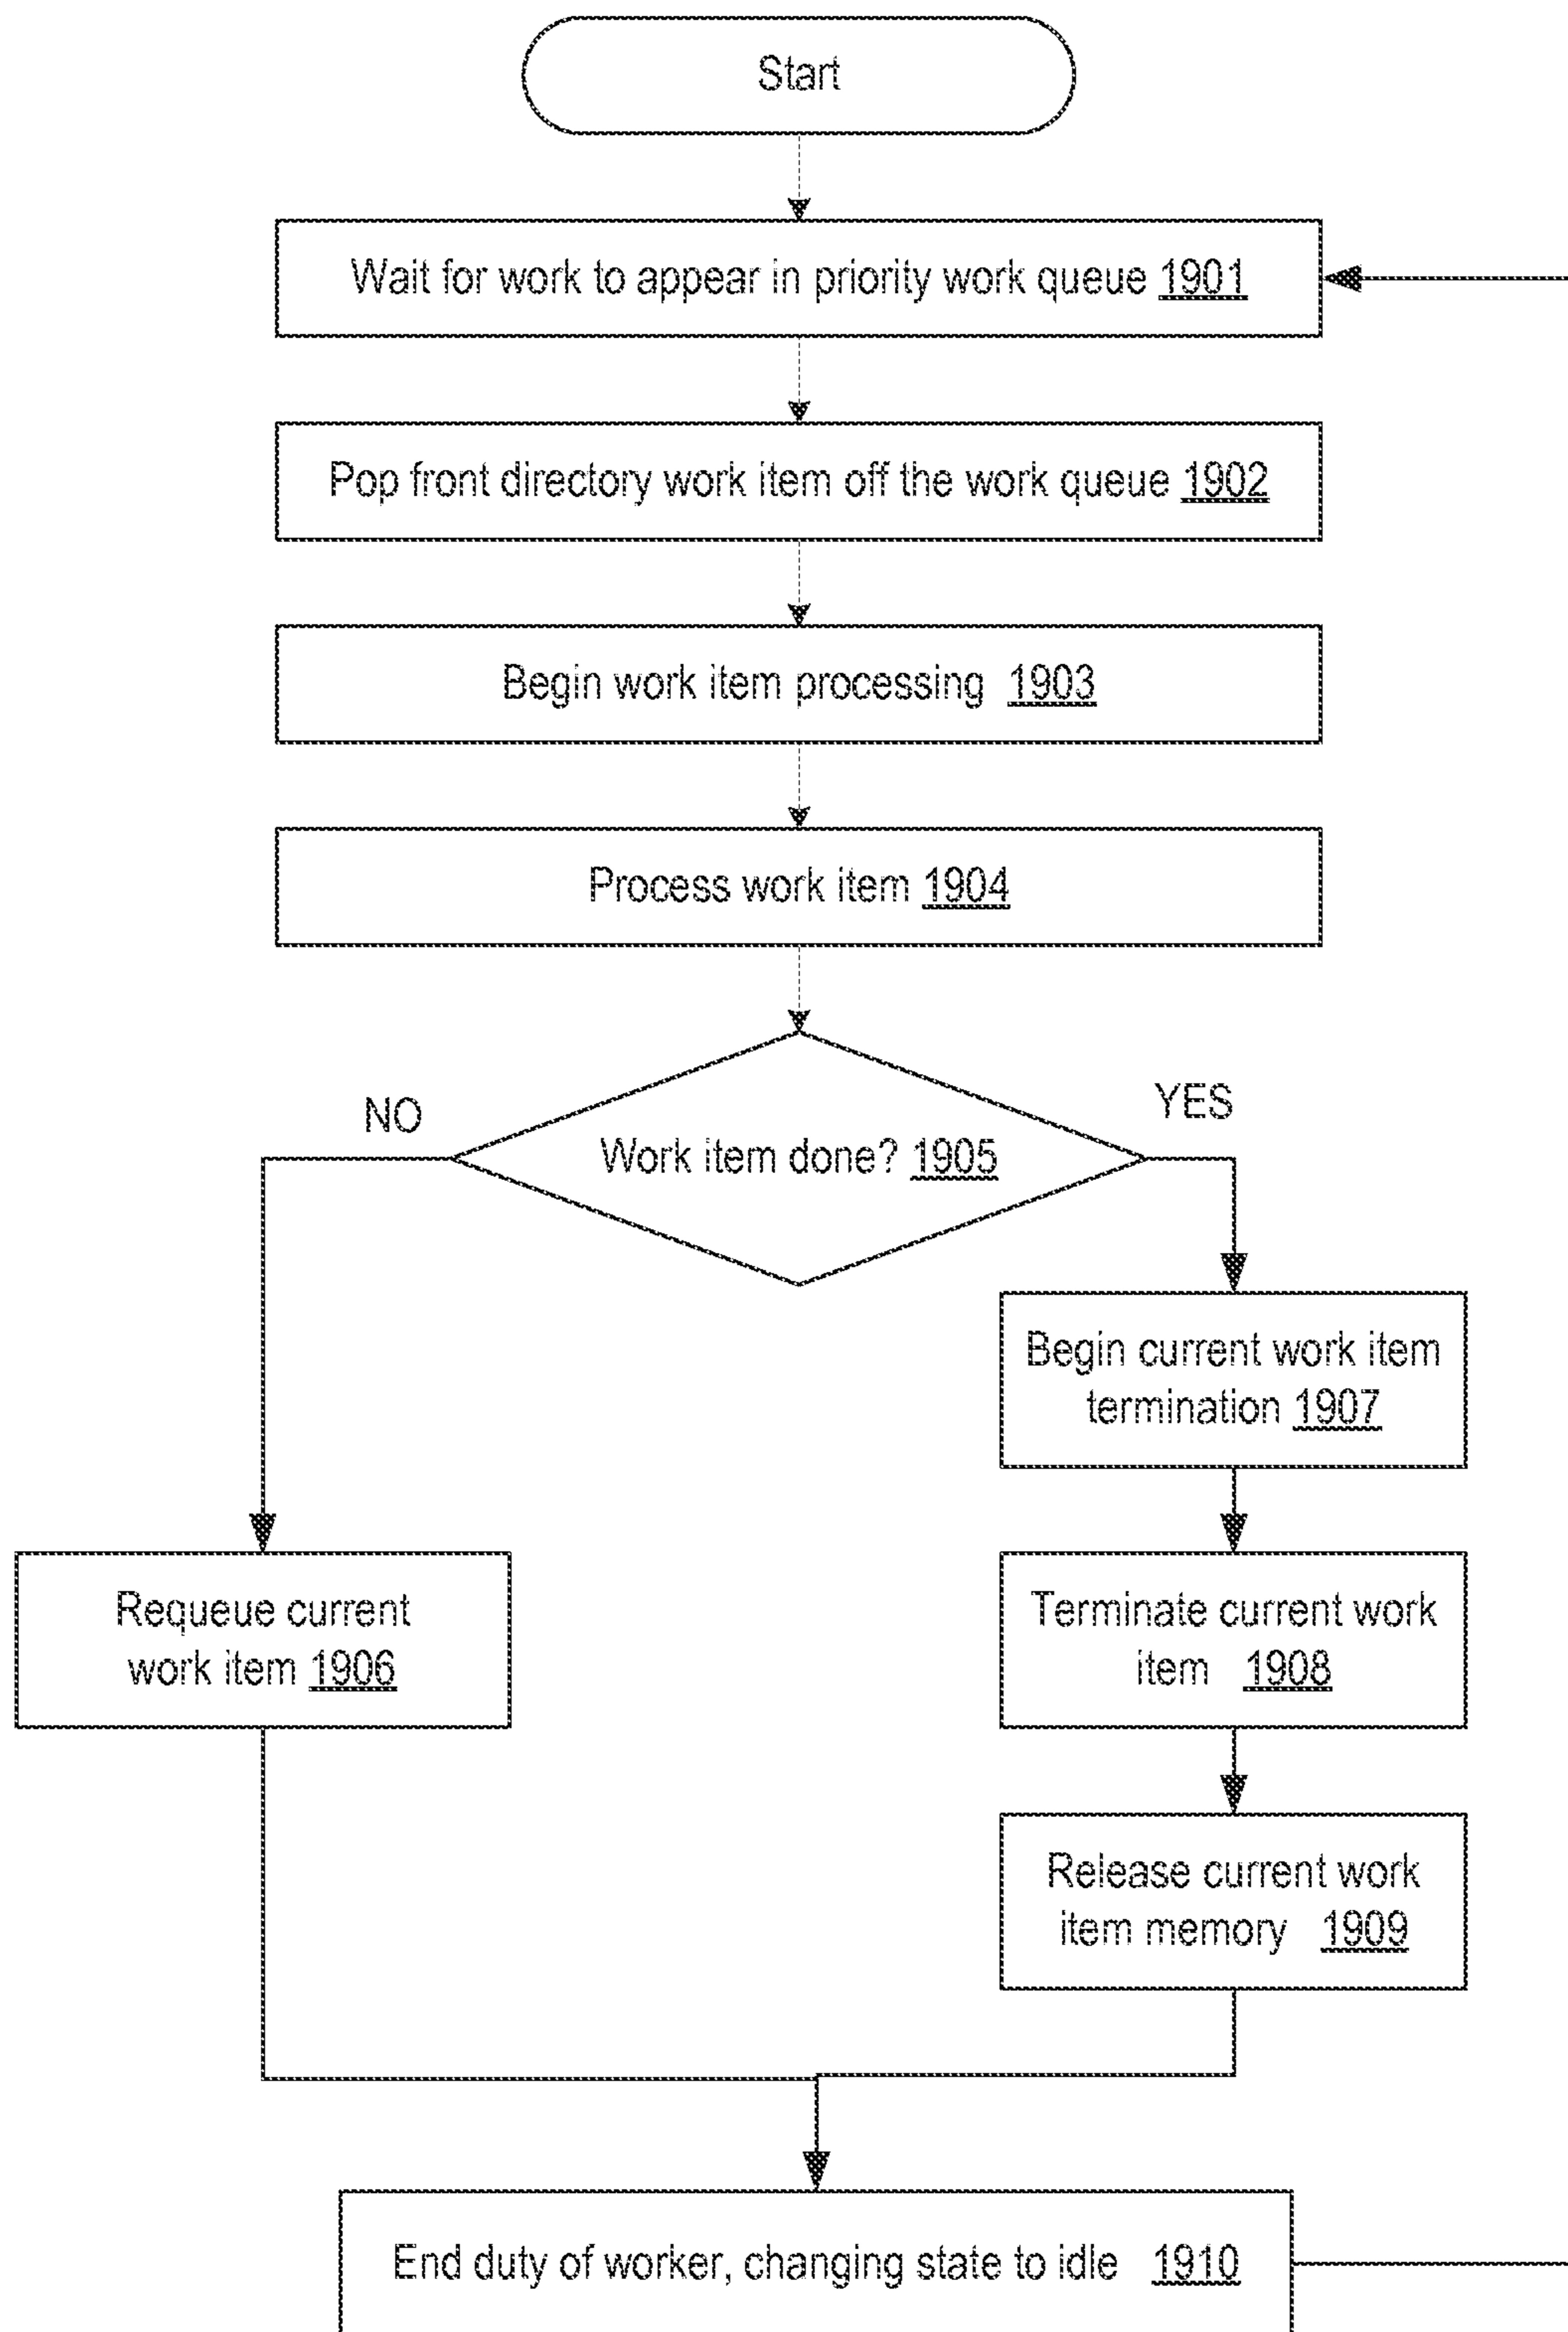 Start
Wait for work to appear in priority work queue 1901
Pop front directory work item off the work queue 1902
Begin work item processing 1903
Process work item 1904
NO
YES
Work item done? 1905
Begin current work item
termination 1907
Requeue current
work item 1906
Terminate current work
item 1908
Release current work
item memory 1909
End duty of worker, changing state to idle 1910